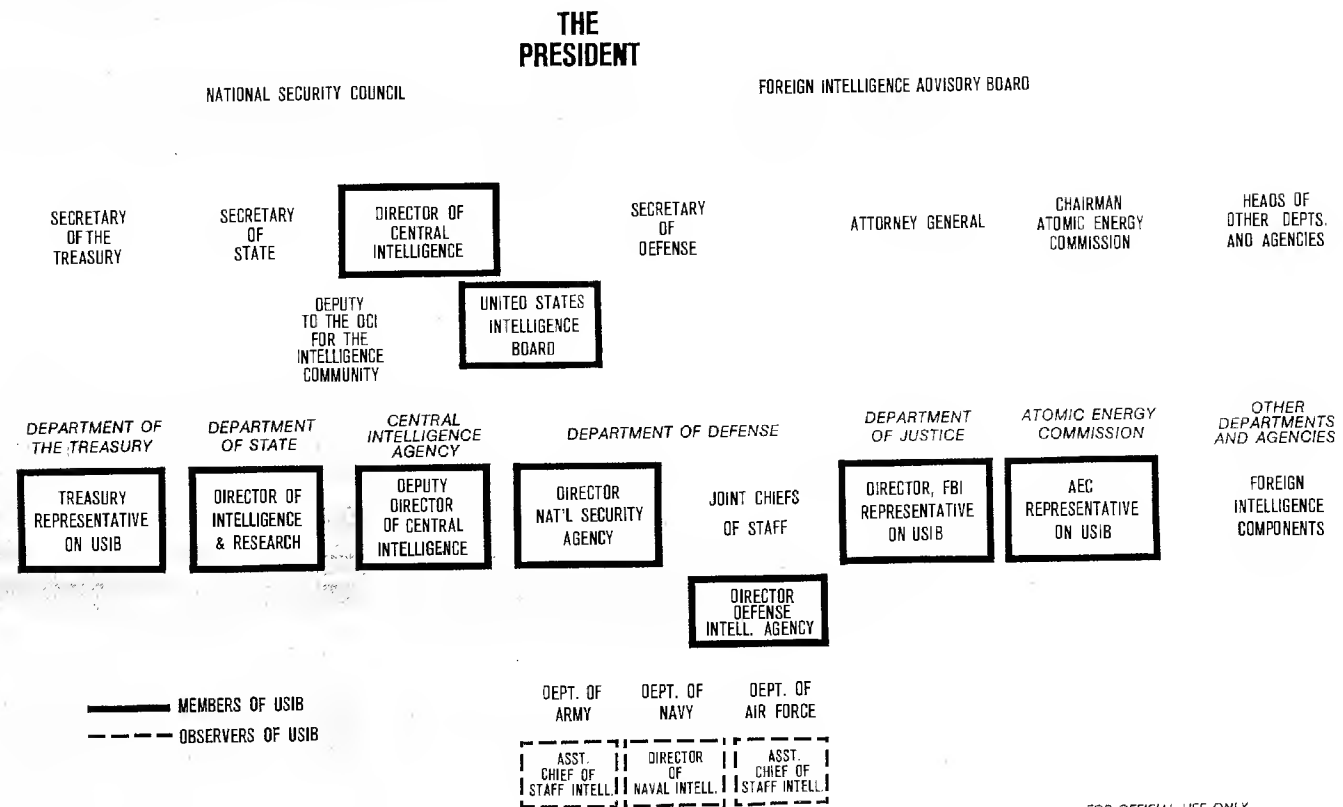 THE
PRESIDENT
NATIONAL SECURITY COUNCIL
FOREIGN INTELLIGENCE ADVISORY BOARD
SECRETARY
OF THE
TREASURY
SECRETARY
OF
STATE
DIRECTOR OF
CENTRAL
INTELLIGENCE
SECRETARY
OF
DEFENSE
ATTORNEY GENERAL
CHAIRMAN
ATOMIC ENERGY
COMMISSION
HEADS OF
OTHER DEPTS.
AND AGENCIES
DEPUTY
TO THE DCI
FOR THE
INTELLIGENCE
COMMUNITY
UNITED STATES
INTELLIGENCE
BOARD
DEPARTMENT OF
THE TREASURY
DEPARTMENT
OF STATE
CENTRAL
INTELLIGENCE
AGENCY
DEPARTMENT OF DEFENSE
DEPARTMENT
OF JUSTICE
ATOMIC ENERGY
COMMISSION
OTHER
DEPARTMENTS
AND AGENCIES
TREASURY
REPRESENTATIVE
ON USIB
DIRECTOR OF
INTELLIGENCE
& RESEARCH
DEPUTY
DIRECTOR
OF CENTRAL
INTELLIGENCE
DIRECTOR
NAT'L SECURITY
AGENCY
JOINT CHIEFS
OF STAFF
DIRECTOR, FBI
REPRESENTATIVE
ON USIB
AEC
REPRESENTATIVE
ON USIB
FOREIGN
INTELLIGENCE
COMPONENTS
DIRECTOR
DEFENSE
INTELL. AGENCY
MEMBERS OF USIB
OBSERVERS OF USIB
DEPT. OF
ARMY
DEPT. OF
NAVY
DEPT. OF
AIR FORCE
ASST.
CHIEF OF
STAFF INTELL.
DIRECTOR
OF
NAVAL INTELL.
ASST.
CHIEF OF
STAFF INTELL.
FOR OFFICIAL USE ONLY